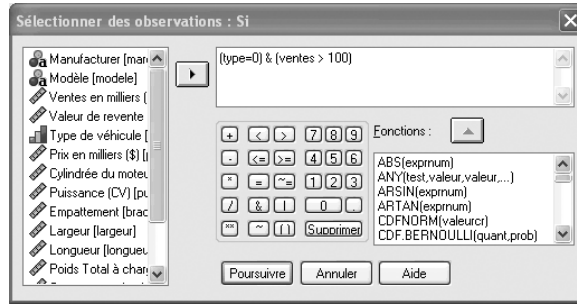 Sélectionner des observations : Si
Manufacturer [man
Modèle [modele]
Ventes en milliers (
Valeur de revente
Type de véhicule [
Prix en milliers ($) [
Cylindrée du moteu
Puissance (CV) [pu
Empattement [brac
Largeur [largeur]
Longueur [longueu
Poids Total à char
(type=0) & (ventes > 100)
+ < > 7 8 9
- <= >= 4 5 6
* = ~= 1 2 3
/ & | 0 .
** ~ () Supprimer
Fonctions :
ABS(exprnum)
ANY(test,valeur,valeur,...)
ARSIN(exprnum)
ARTAN(exprnum)
CDFNORM(valeurcr)
CDF.BERNOULLI(quant,prob)
Poursuivre Annuler Aide